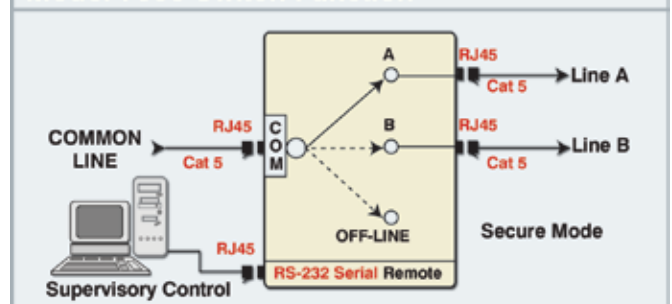 A
RJ45
Line A
Cat 5
RJ45
COM
B
RJ45
COMMON
LINE
Cat 5
Line B
Cat 5
OFF-LINE
Secure Mode
RJ45
RS-232 Serial Remote
Supervisory Control